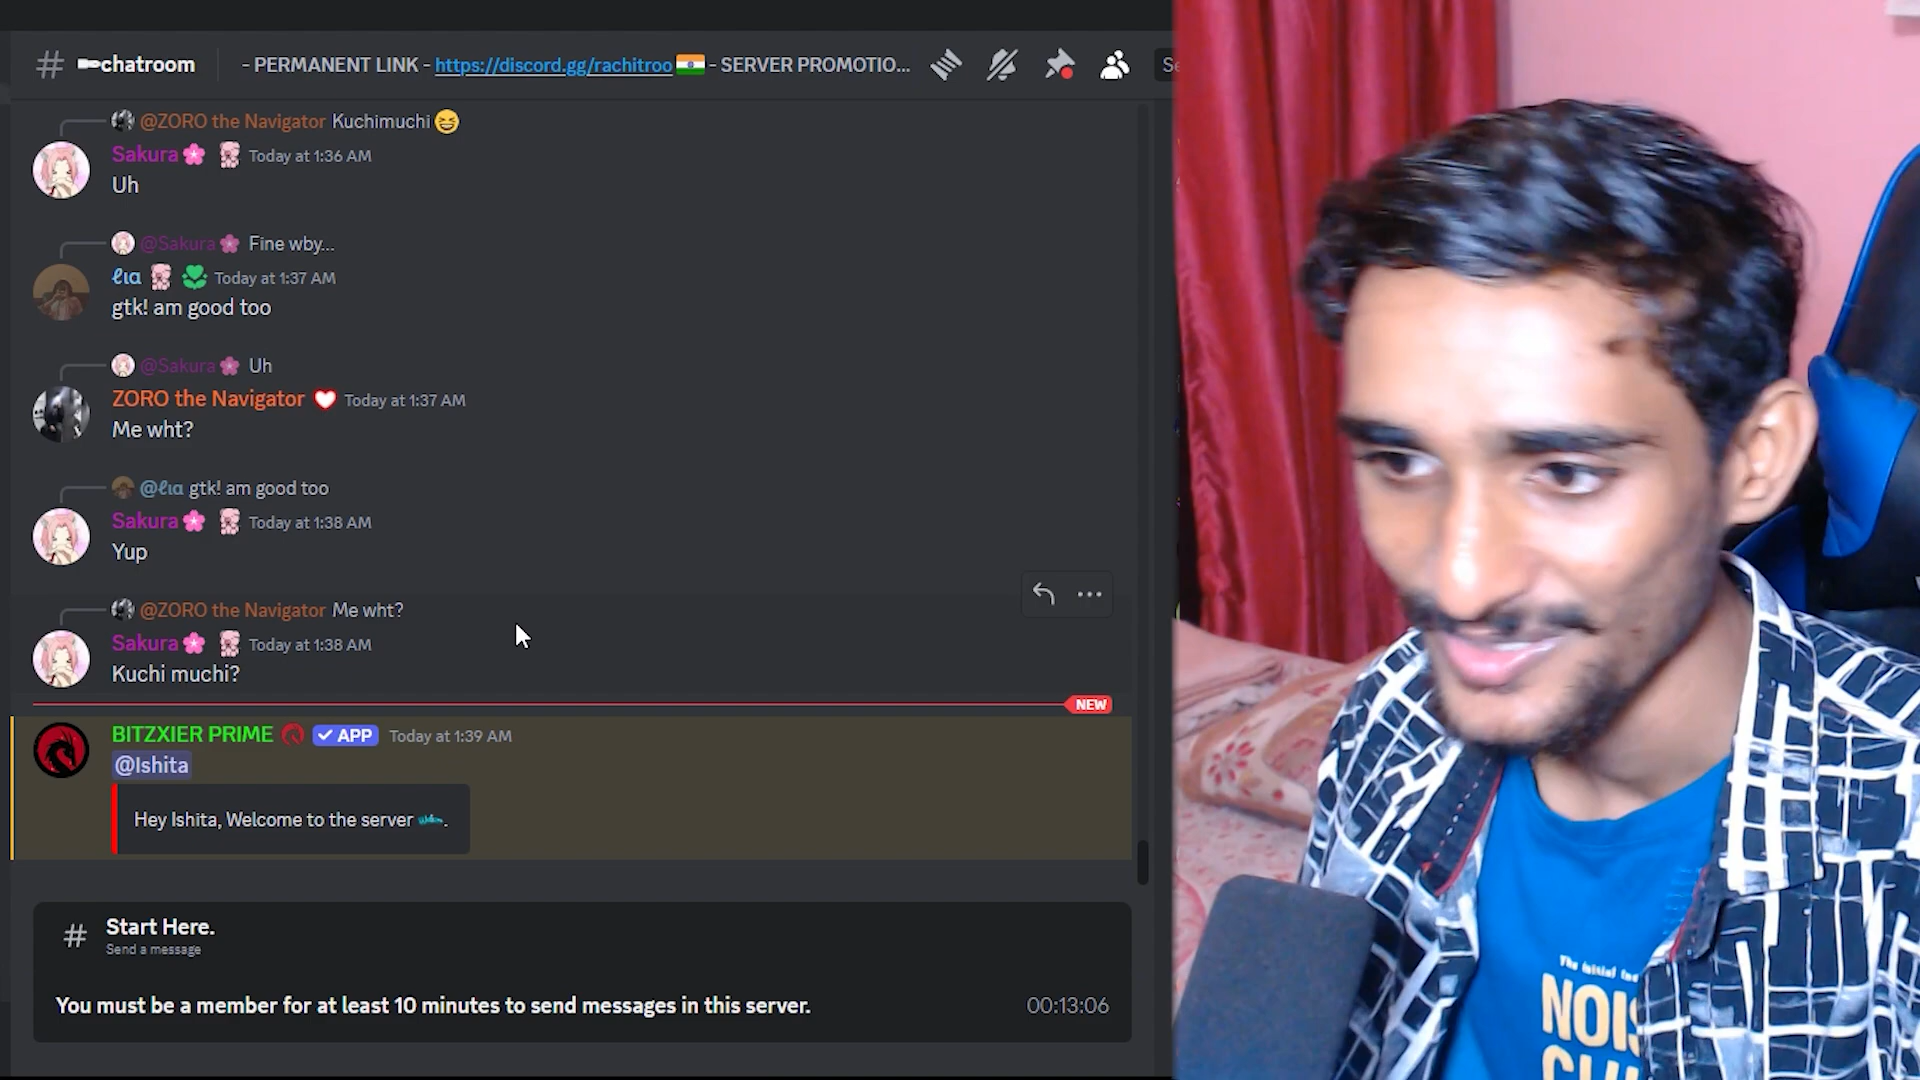 chatroom - PERMANENT LINK - https://discord.gg/rachitroo - SERVER PROMOTIO...
@ZORO the Navigator Kuchimuchi
Sakura Today at 1:36 AM
Uh
@Sakura Fine wby...
ℓια Today at 1:37 AM
gtk! am good too
@Sakura Uh
ZORO the Navigator Today at 1:37 AM
Me wht?
@ℓια gtk! am good too
Sakura Today at 1:38 AM
Yup
@ZORO the Navigator Me wht?
Sakura Today at 1:38 AM
Kuchi muchi?
NEW
BITZXIER PRIME APP Today at 1:39 AM
@Ishita
Hey Ishita, Welcome to the server .
# Start Here.
Send a message
You must be a member for at least 10 minutes to send messages in this server. 00:13:06